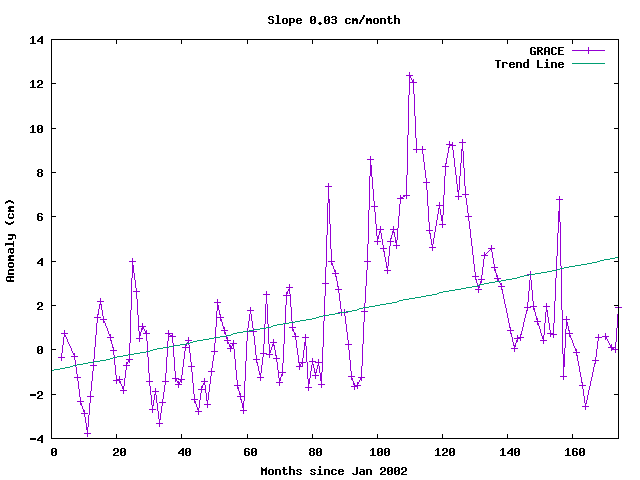 Slope 0.03 cm/month
14
12
10
8
6
4
2
0
-2
-4
Anomaly (cm)
GRACE
Trend Line
0 20 40 60 80 100 120 140 160
Months since Jan 2002